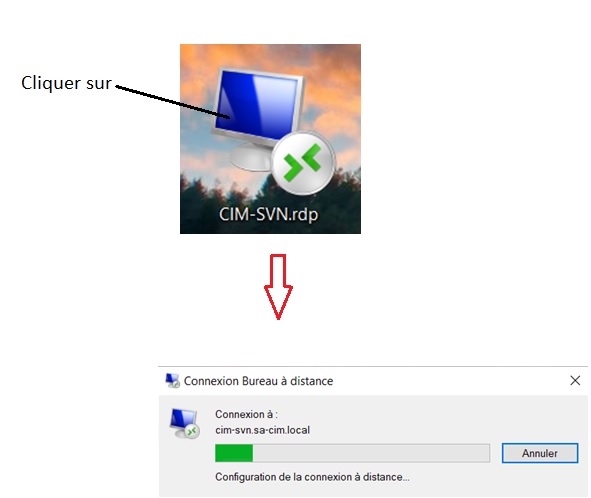 Cliquer sur
CIM-SVN.rdp
Connexion Bureau à distance
Connexion à :
cim-svn.sa-cim.local
Annuler
Configuration de la connexion à distance...